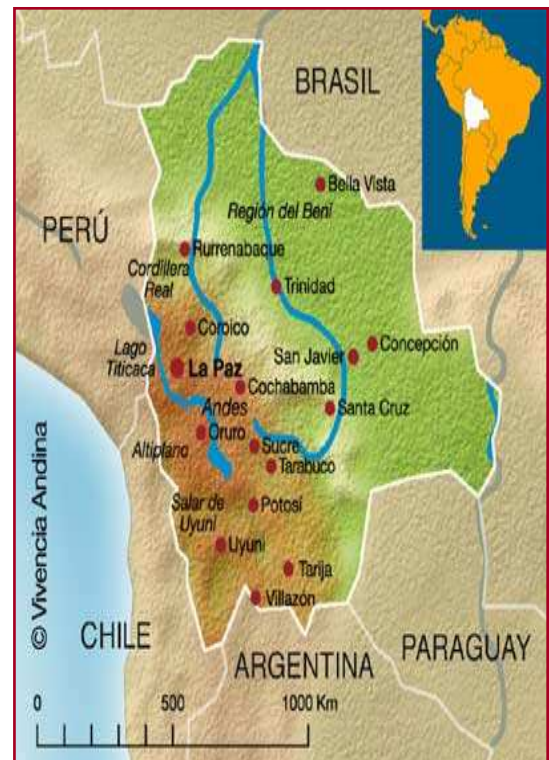 BRASIL
Bella Vista
Región del Beni
PERÚ
Rurrenabaque
Cordillera
Real
Trinidad
Coroico
Concepción
San Javier
Lago
Titicaca
La Paz
Cochabamba
Andes
Santa Cruz
Oruro
Altiplano
Sucre
Tarabuco
Salar de
Uyuni
Potosí
Uyuni
Tarija
Villazón
© Vivencia Andina
CHILE
ARGENTINA
PARAGUAY
0 500 1000 Km